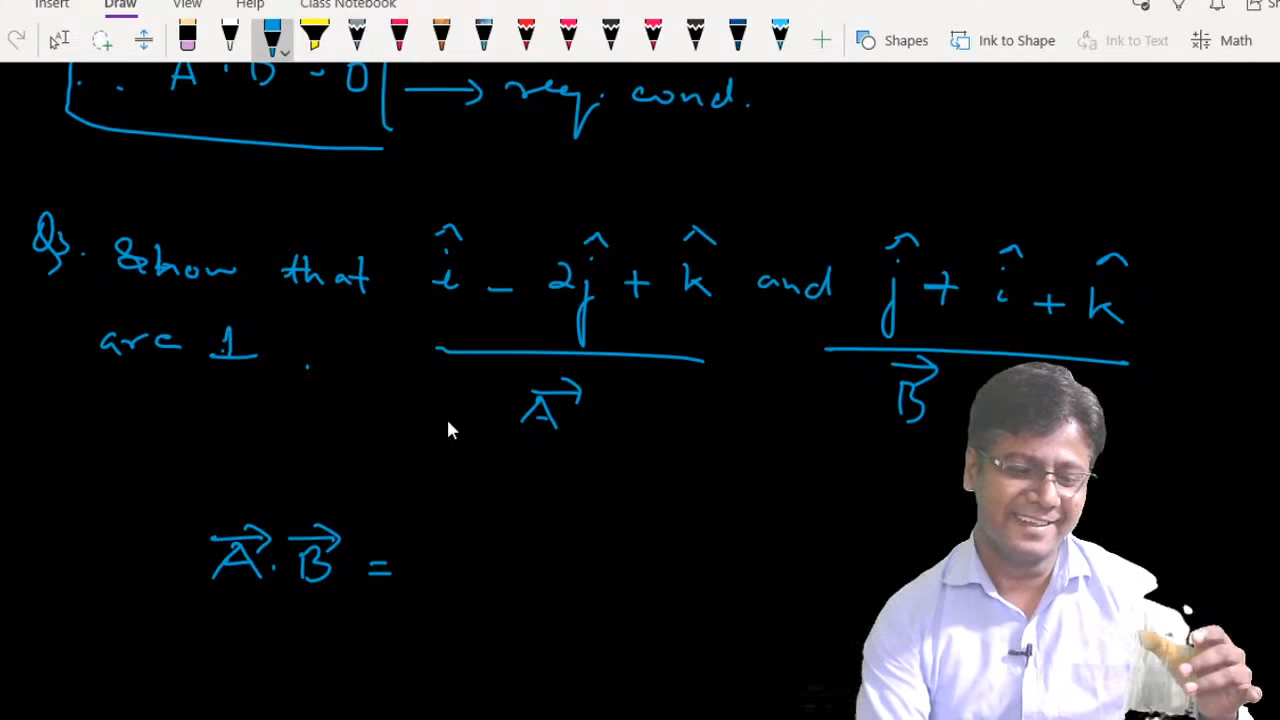 Insert Draw View Help Class Notebook
Shapes Ink to Shape Ink to Text Math
∴ A · B = 0 → req. cond.
Q3. Show that î - 2ĵ + k̂ and ĵ + î + k̂
are ⊥.
A⃗ B⃗
A⃗ · B⃗ =